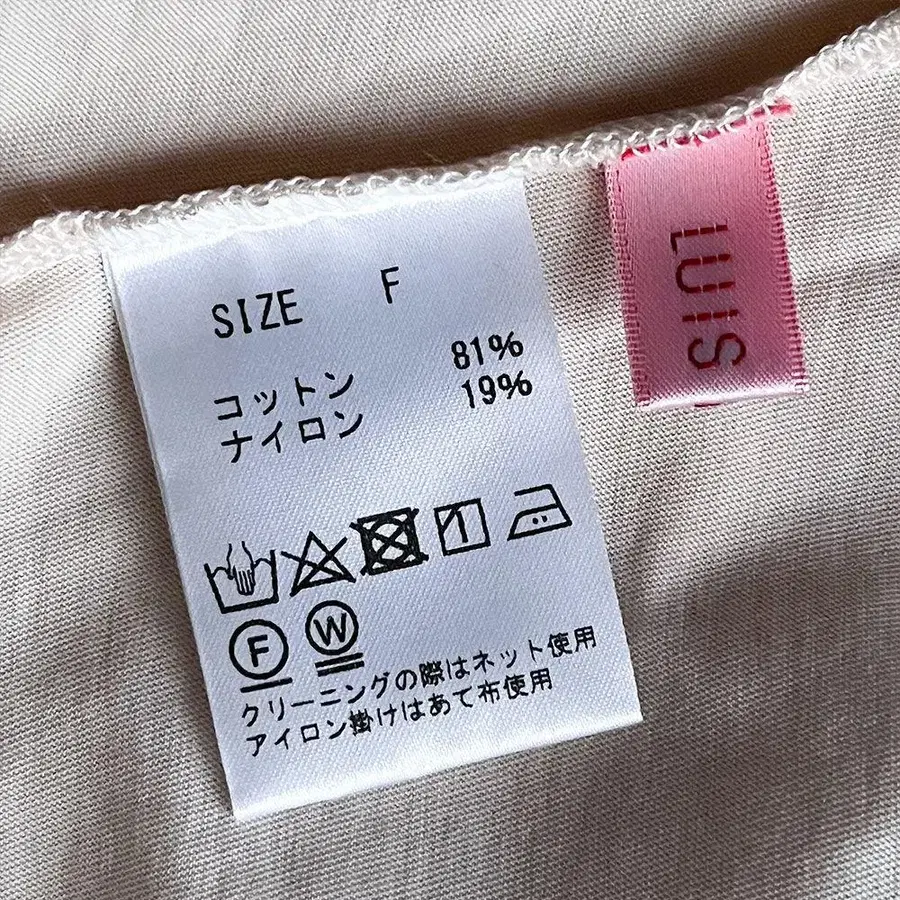 SIZE F
コットン 81%
ナイロン 19%
F W
クリーニングの際はネット使用
アイロン掛けはあて布使用
LUIS